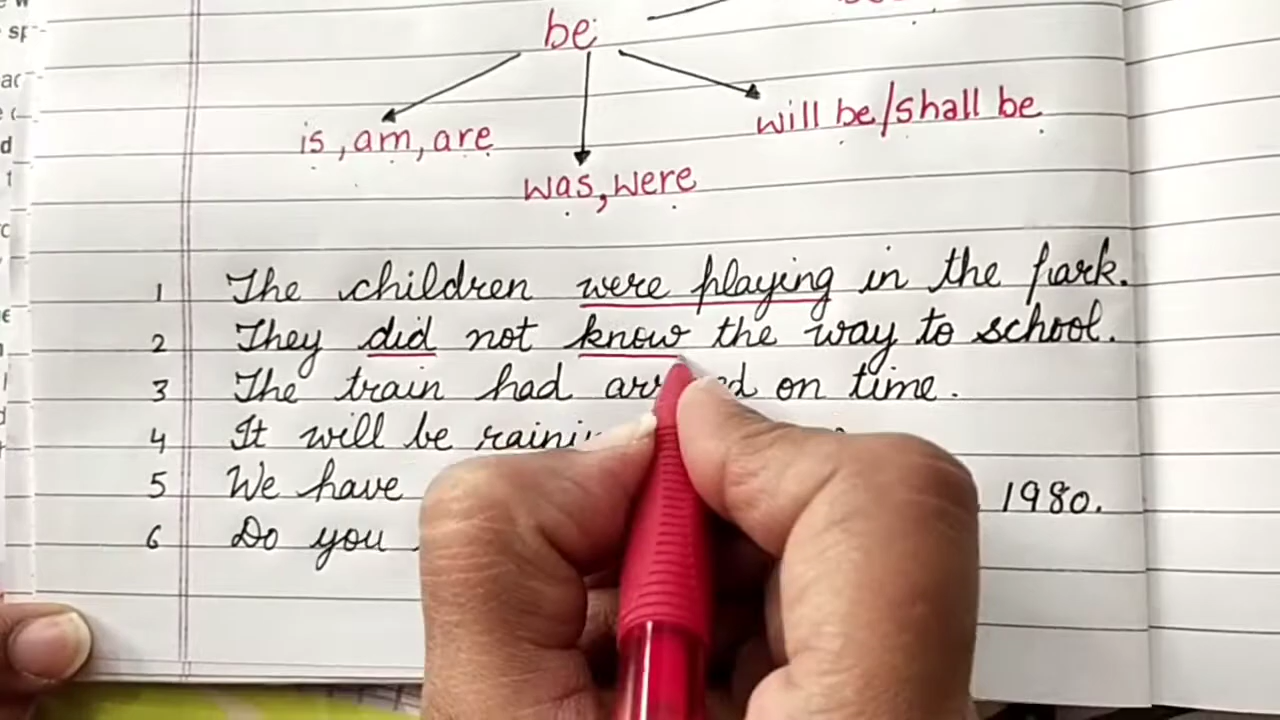 be
is, am, are
will be/shall be
was, were
1 The children were playing in the park.
2 They did not know the way to school.
3 The train had on time.
4 It will be
5 We have 1980.
6 Do you